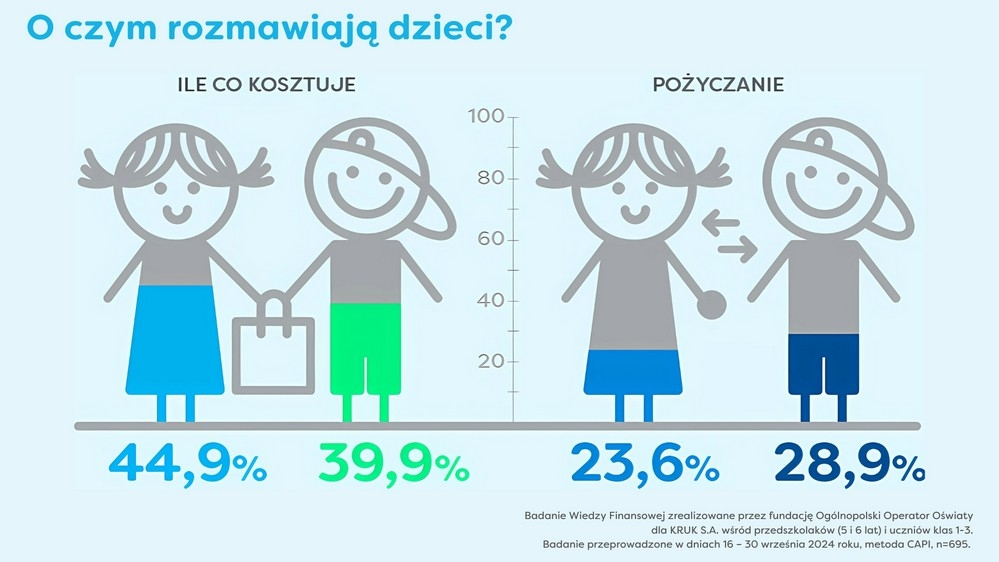 O czym rozmawiają dzieci?
ILE CO KOSZTUJE
POŻYCZANIE
100
80
60
40
20
44,9%
39,9%
23,6%
28,9%
Badanie Wiedzy Finansowej zrealizowane przez fundację Ogólnopolski Operator Oświaty
dla KRUK S.A. wśród przedszkolaków (5 i 6 lat) i uczniów klas 1-3.
Badanie przeprowadzone w dniach 16 – 30 września 2024 roku, metoda CAPI, n=695.